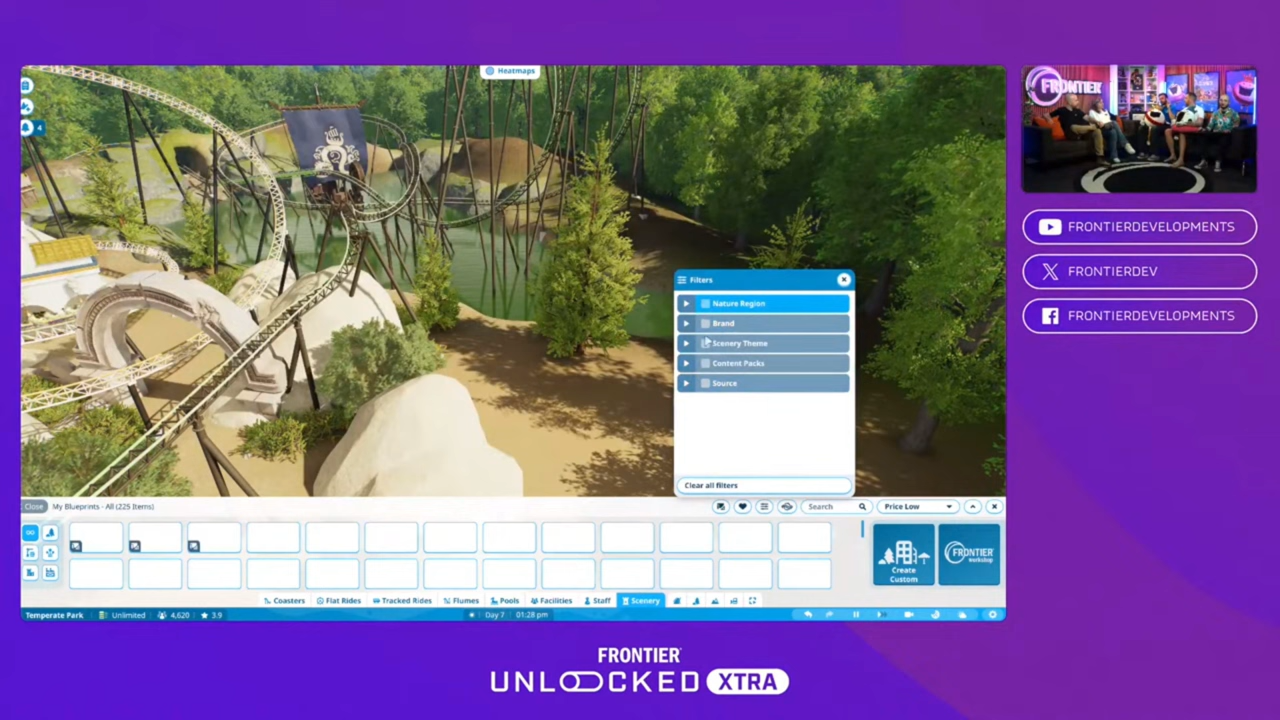 Heatmaps
4
Filters
Nature Region
Brand
Scenery Theme
Content Packs
Source
Clear all filters
Close
My Blueprints - All (225 Items)
Search
Price Low
Create
Custom
FRONTIER
workshop
Coasters
Flat Rides
Tracked Rides
Flumes
Pools
Facilities
Staff
Scenery
Temperate Park
Unlimited
4,620
3.9
Day 7
01:28 pm
FRONTIER
FRONTIERDEVELOPMENTS
FRONTIERDEV
FRONTIERDEVELOPMENTS
FRONTIER
UNLOCKED XTRA